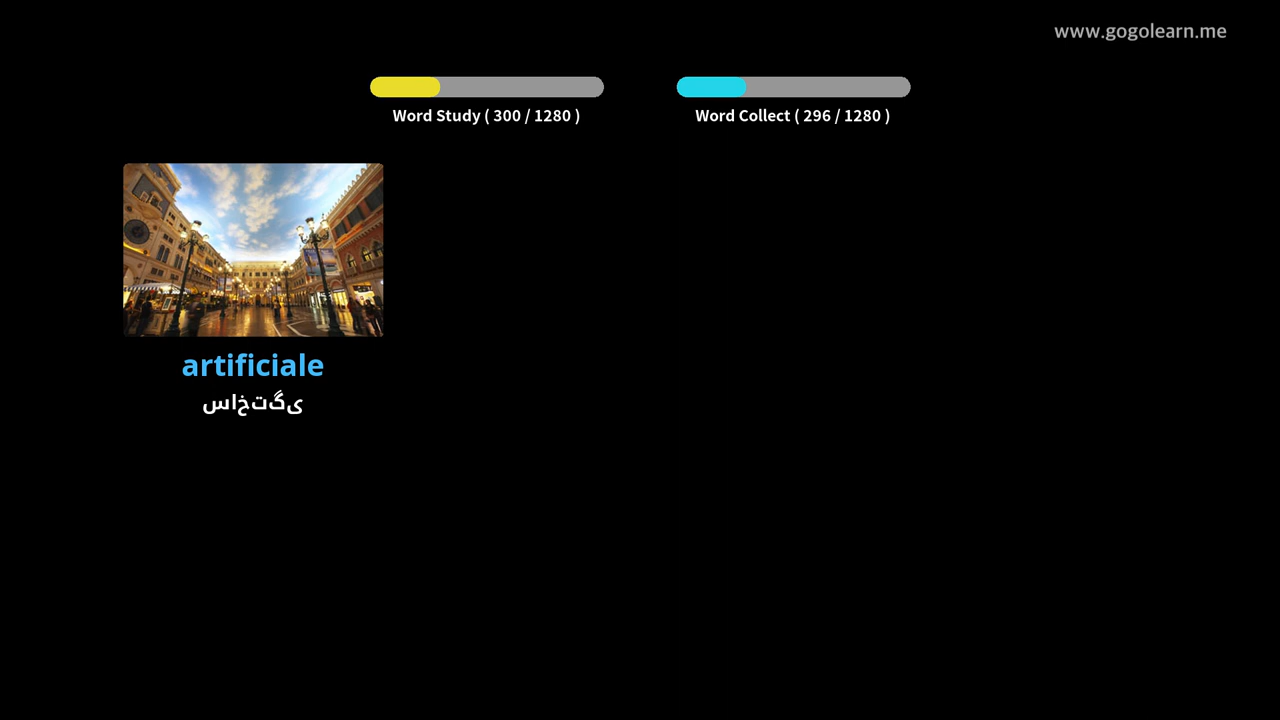 www.gogolearn.me
Word Study ( 300 / 1280 )
Word Collect ( 296 / 1280 )
artificiale
ساختگی